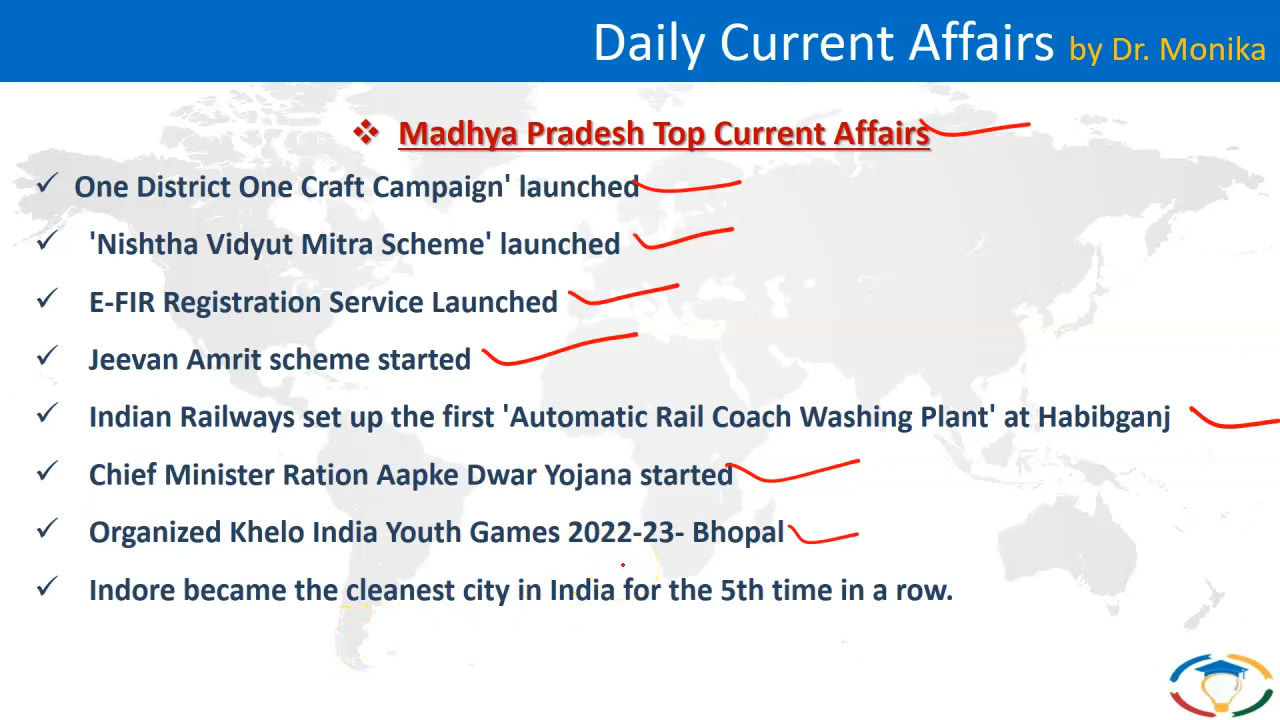 Daily Current Affairs by Dr. Monika
❖ Madhya Pradesh Top Current Affairs
✓ One District One Craft Campaign' launched
✓ 'Nishtha Vidyut Mitra Scheme' launched
✓ E-FIR Registration Service Launched
✓ Jeevan Amrit scheme started
✓ Indian Railways set up the first 'Automatic Rail Coach Washing Plant' at Habibganj
✓ Chief Minister Ration Aapke Dwar Yojana started
✓ Organized Khelo India Youth Games 2022-23- Bhopal
✓ Indore became the cleanest city in India for the 5th time in a row.